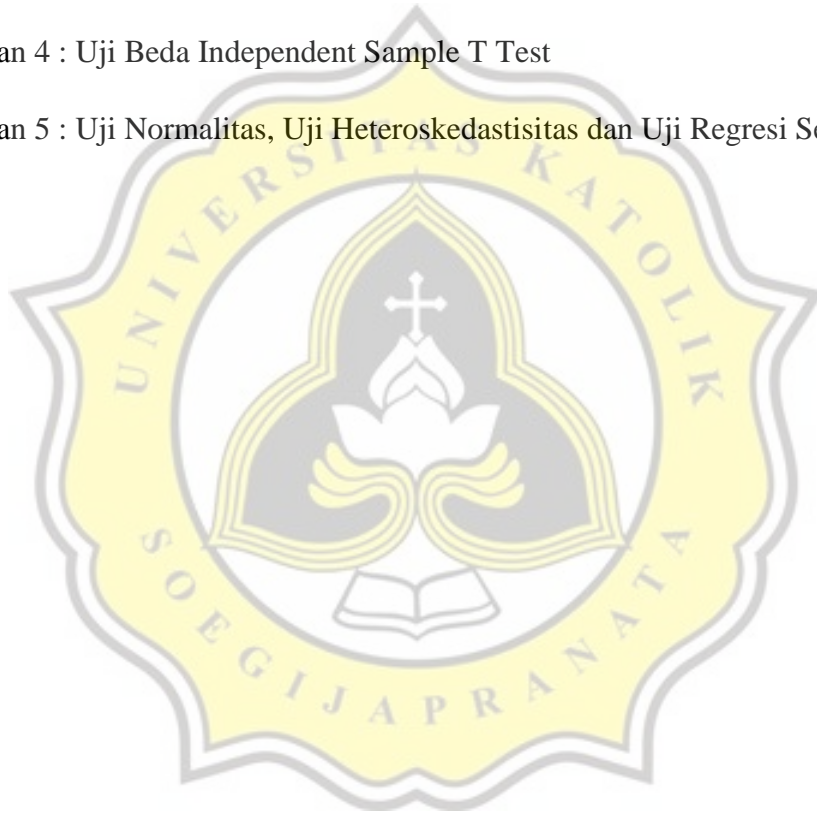 an 4 : Uji Beda Independent Sample T Test
an 5 : Uji Normalitas, Uji Heteroskedastisitas dan Uji Regresi Se
UNIVERSITAS KATOLIK
SOEGIJAPRANATA